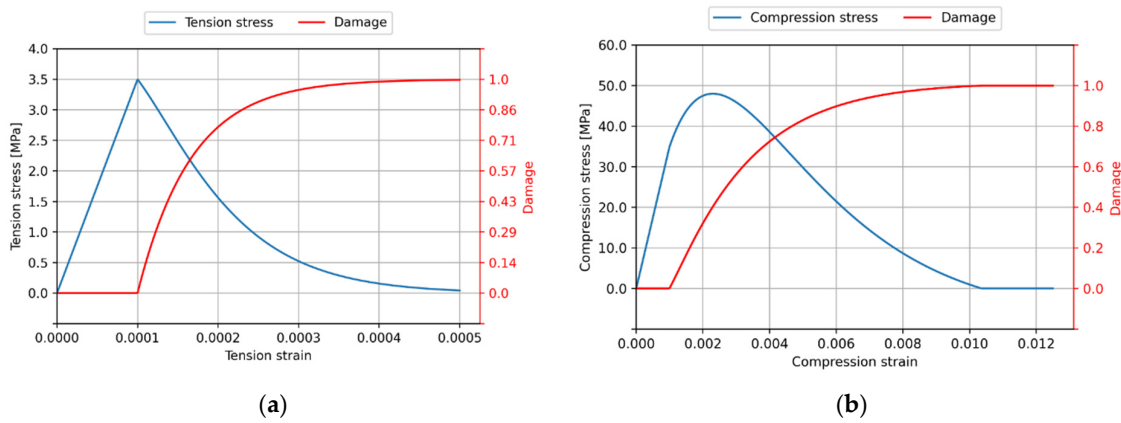 Tension stress Damage
4.0
3.5
3.0
2.5
2.0
1.5
1.0
0.5
0.0
Tension stress [MPa]
1.0
0.86
0.71
0.57
0.43
0.29
0.14
0.0
Damage
0.0000 0.0001 0.0002 0.0003 0.0004 0.0005
Tension strain
(a)
Compression stress Damage
60.0
50.0
40.0
30.0
20.0
10.0
0.0
Compression stress [MPa]
1.0
0.8
0.6
0.4
0.2
0.0
Damage
0.000 0.002 0.004 0.006 0.008 0.010 0.012
Compression strain
(b)